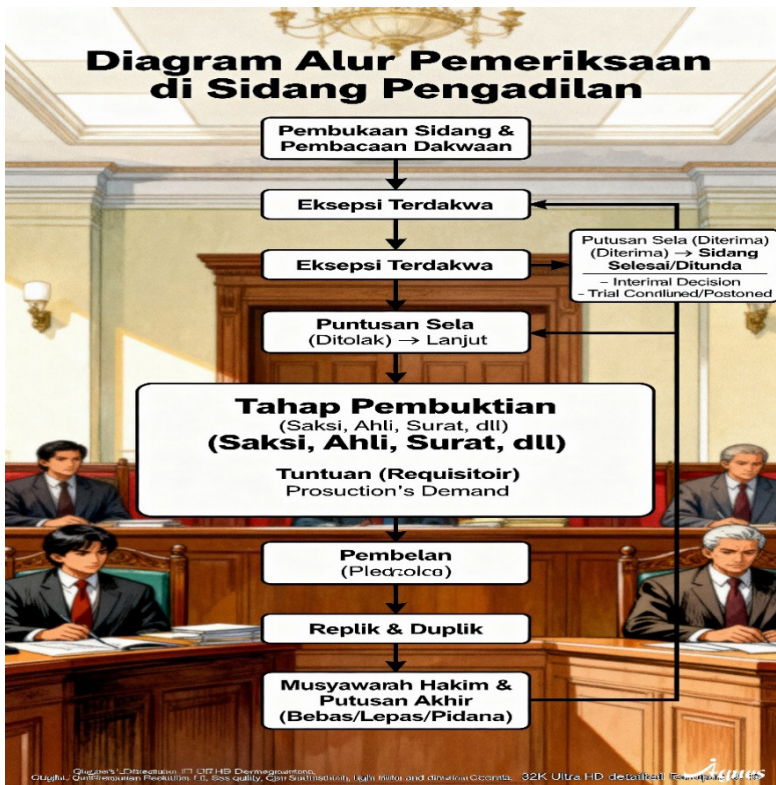 Diagram Alur Pemeriksaan
di Sidang Pengadilan
Pembukaan Sidang &
Pembacaan Dakwaan
Eksepsi Terdakwa
Eksepsi Terdakwa
Putusan Sela (Diterima)
(Diterima) → Sidang
Selesai/Ditunda
– Interimal Decision
- Trial /Postoned
Puntusan Sela
(Ditolak) → Lanjut
Tahap Pembuktian
(Saksi, Ahli, Surat, dll)
(Saksi, Ahli, Surat, dll)
Tuntuan (Requisitoir)
Prosuction's Demand
Pembelan
Replik & Duplik
Musyawarah Hakim &
Putusan Akhir
(Bebas/Lepas/Pidana)
32K Ultra HD